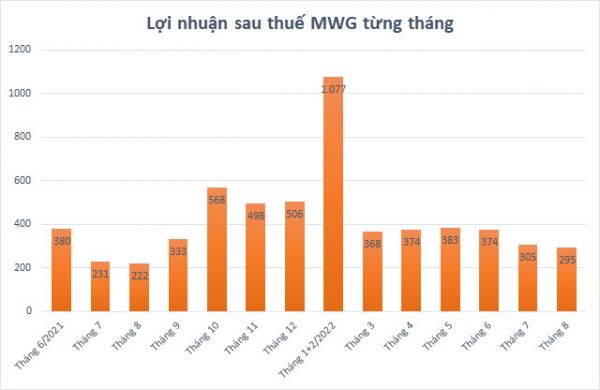 Lợi nhuận sau thuế MWG từng tháng
1200
1000
800
600
400
200
0
380
231
222
333
568
498
506
1.077
368
374
383
374
305
295
Tháng 6/2021
Tháng 7
Tháng 8
Tháng 9
Tháng 10
Tháng 11
Tháng 12
Tháng 1+2/2022
Tháng 3
Tháng 4
Tháng 5
Tháng 6
Tháng 7
Tháng 8